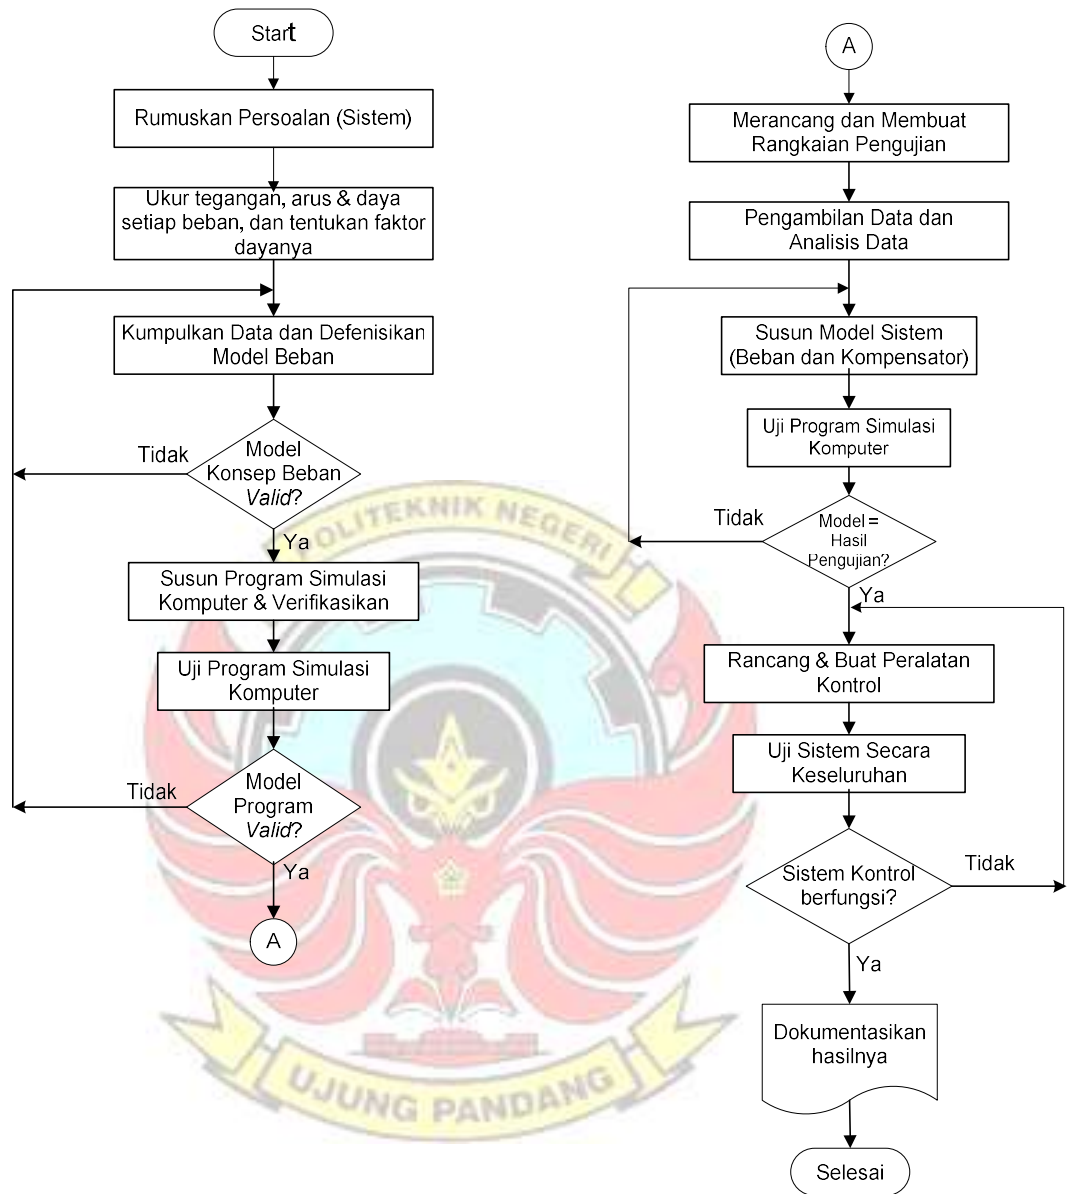 Start
Rumuskan Persoalan (Sistem)
Ukur tegangan, arus & daya
setiap beban, dan tentukan faktor
dayanya
Kumpulkan Data dan Defenisikan
Model Beban
Tidak
Model
Konsep Beban
Valid?
Ya
Susun Program Simulasi
Komputer & Verifikasikan
Uji Program Simulasi
Komputer
Tidak
Model
Program
Valid?
Ya
A
A
Merancang dan Membuat
Rangkaian Pengujian
Pengambilan Data dan
Analisis Data
Susun Model Sistem
(Beban dan Kompensator)
Uji Program Simulasi
Komputer
Tidak
Model =
Hasil
Pengujian?
Ya
Rancang & Buat Peralatan
Kontrol
Uji Sistem Secara
Keseluruhan
Sistem Kontrol
berfungsi?
Tidak
Ya
Dokumentasikan
hasilnya
Selesai
POLITEKNIK NEGERI
UJUNG PANDANG